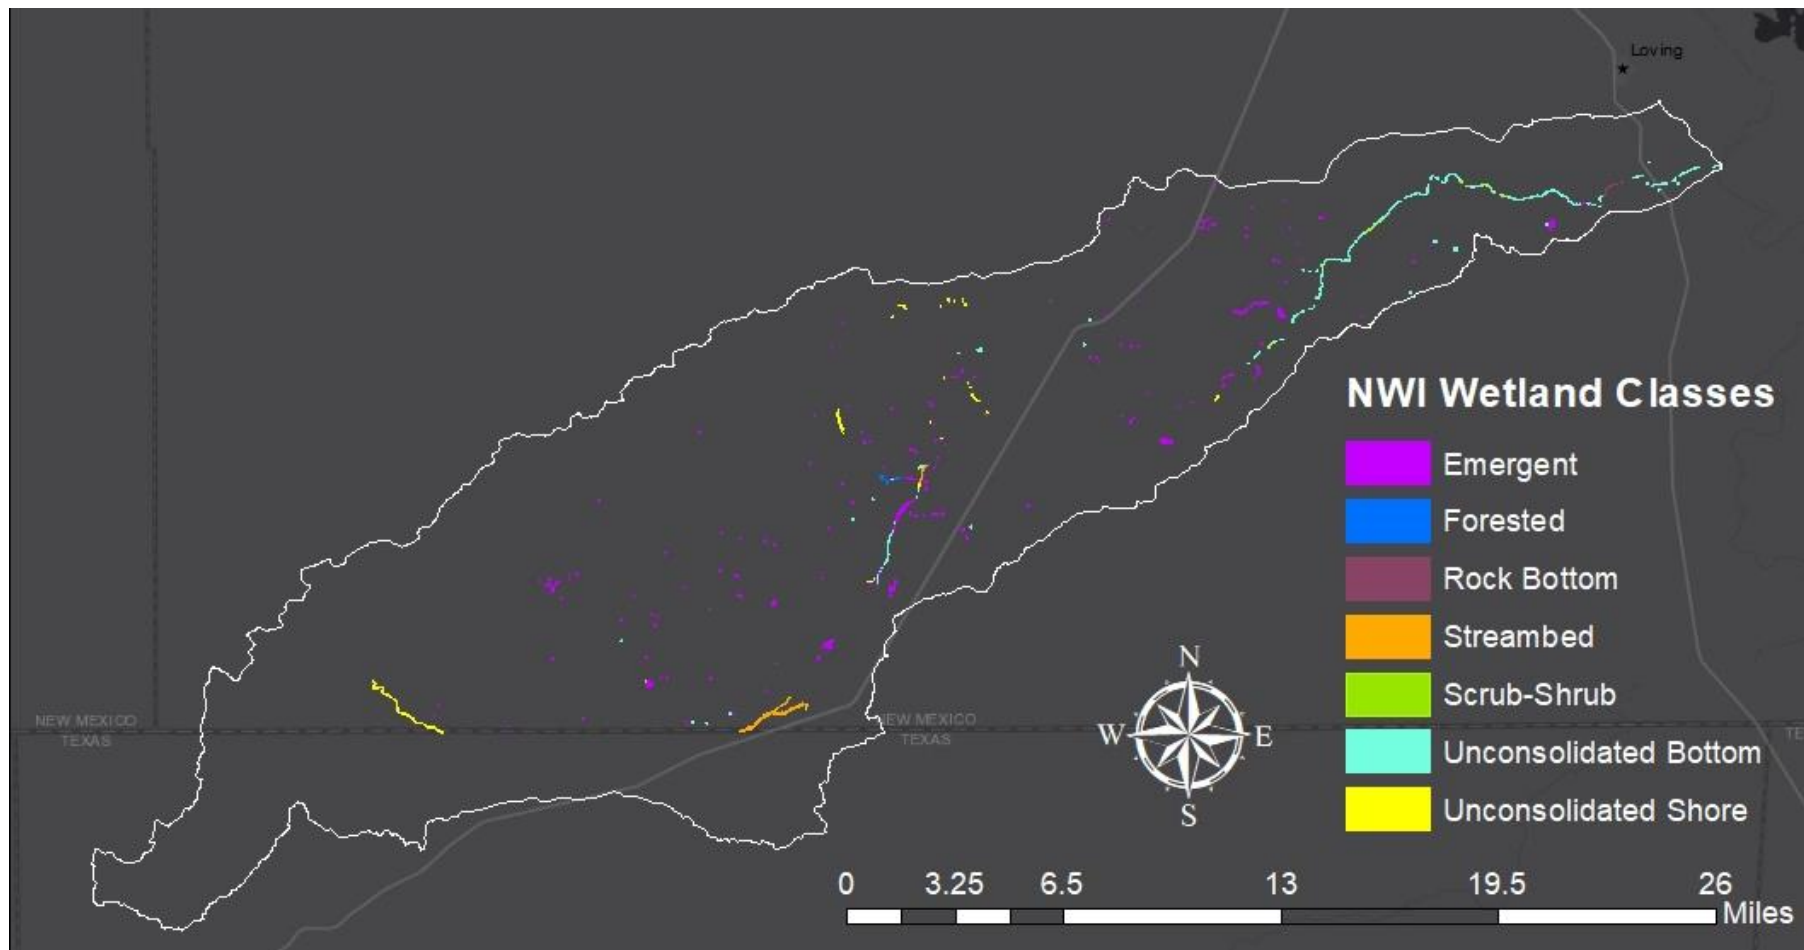 Loving
NWI Wetland Classes
Emergent
Forested
Rock Bottom
Streambed
Scrub-Shrub
Unconsolidated Bottom
Unconsolidated Shore
N
W E
S
NEW MEXICO
TEXAS
NEW MEXICO
TEXAS
TE
0 3.25 6.5 13 19.5 26
Miles